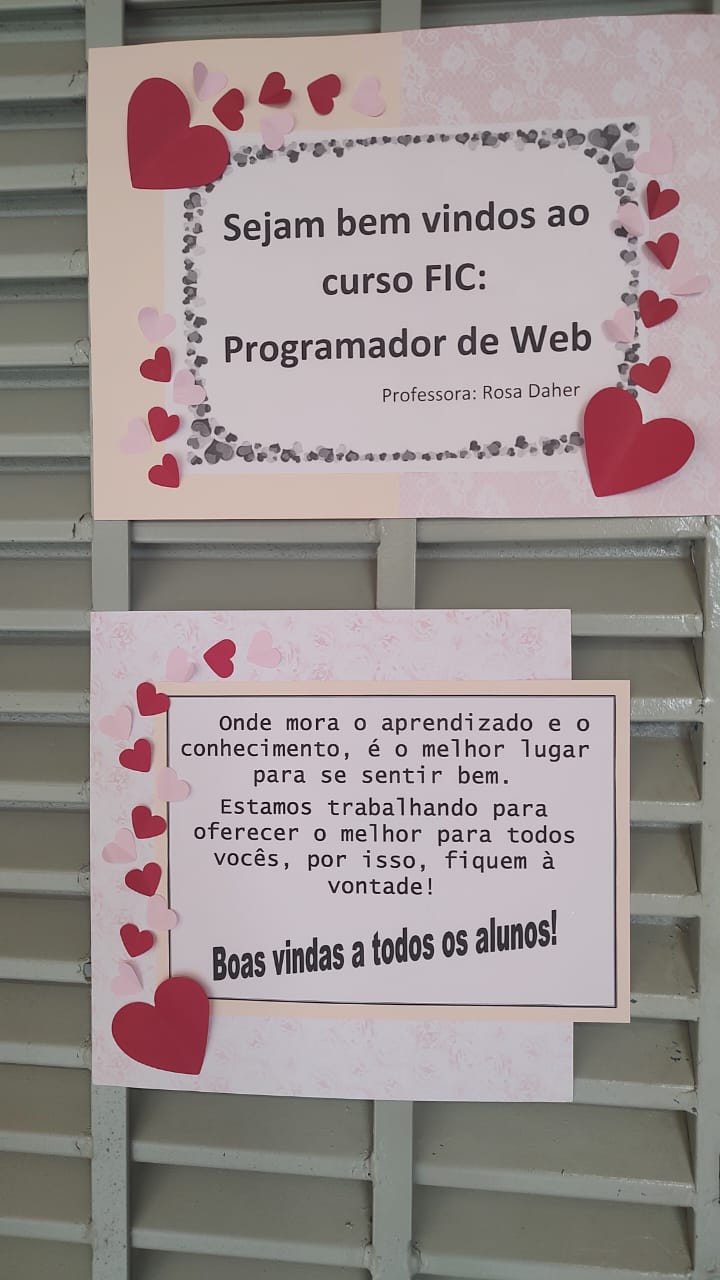 Sejam bem vindos ao
curso FIC:
Programador de Web
Professora: Rosa Daher
Onde mora o aprendizado e o
conhecimento, é o melhor lugar
para se sentir bem.
Estamos trabalhando para
oferecer o melhor para todos
vocês, por isso, fiquem à
vontade!
Boas vindas a todos os alunos!